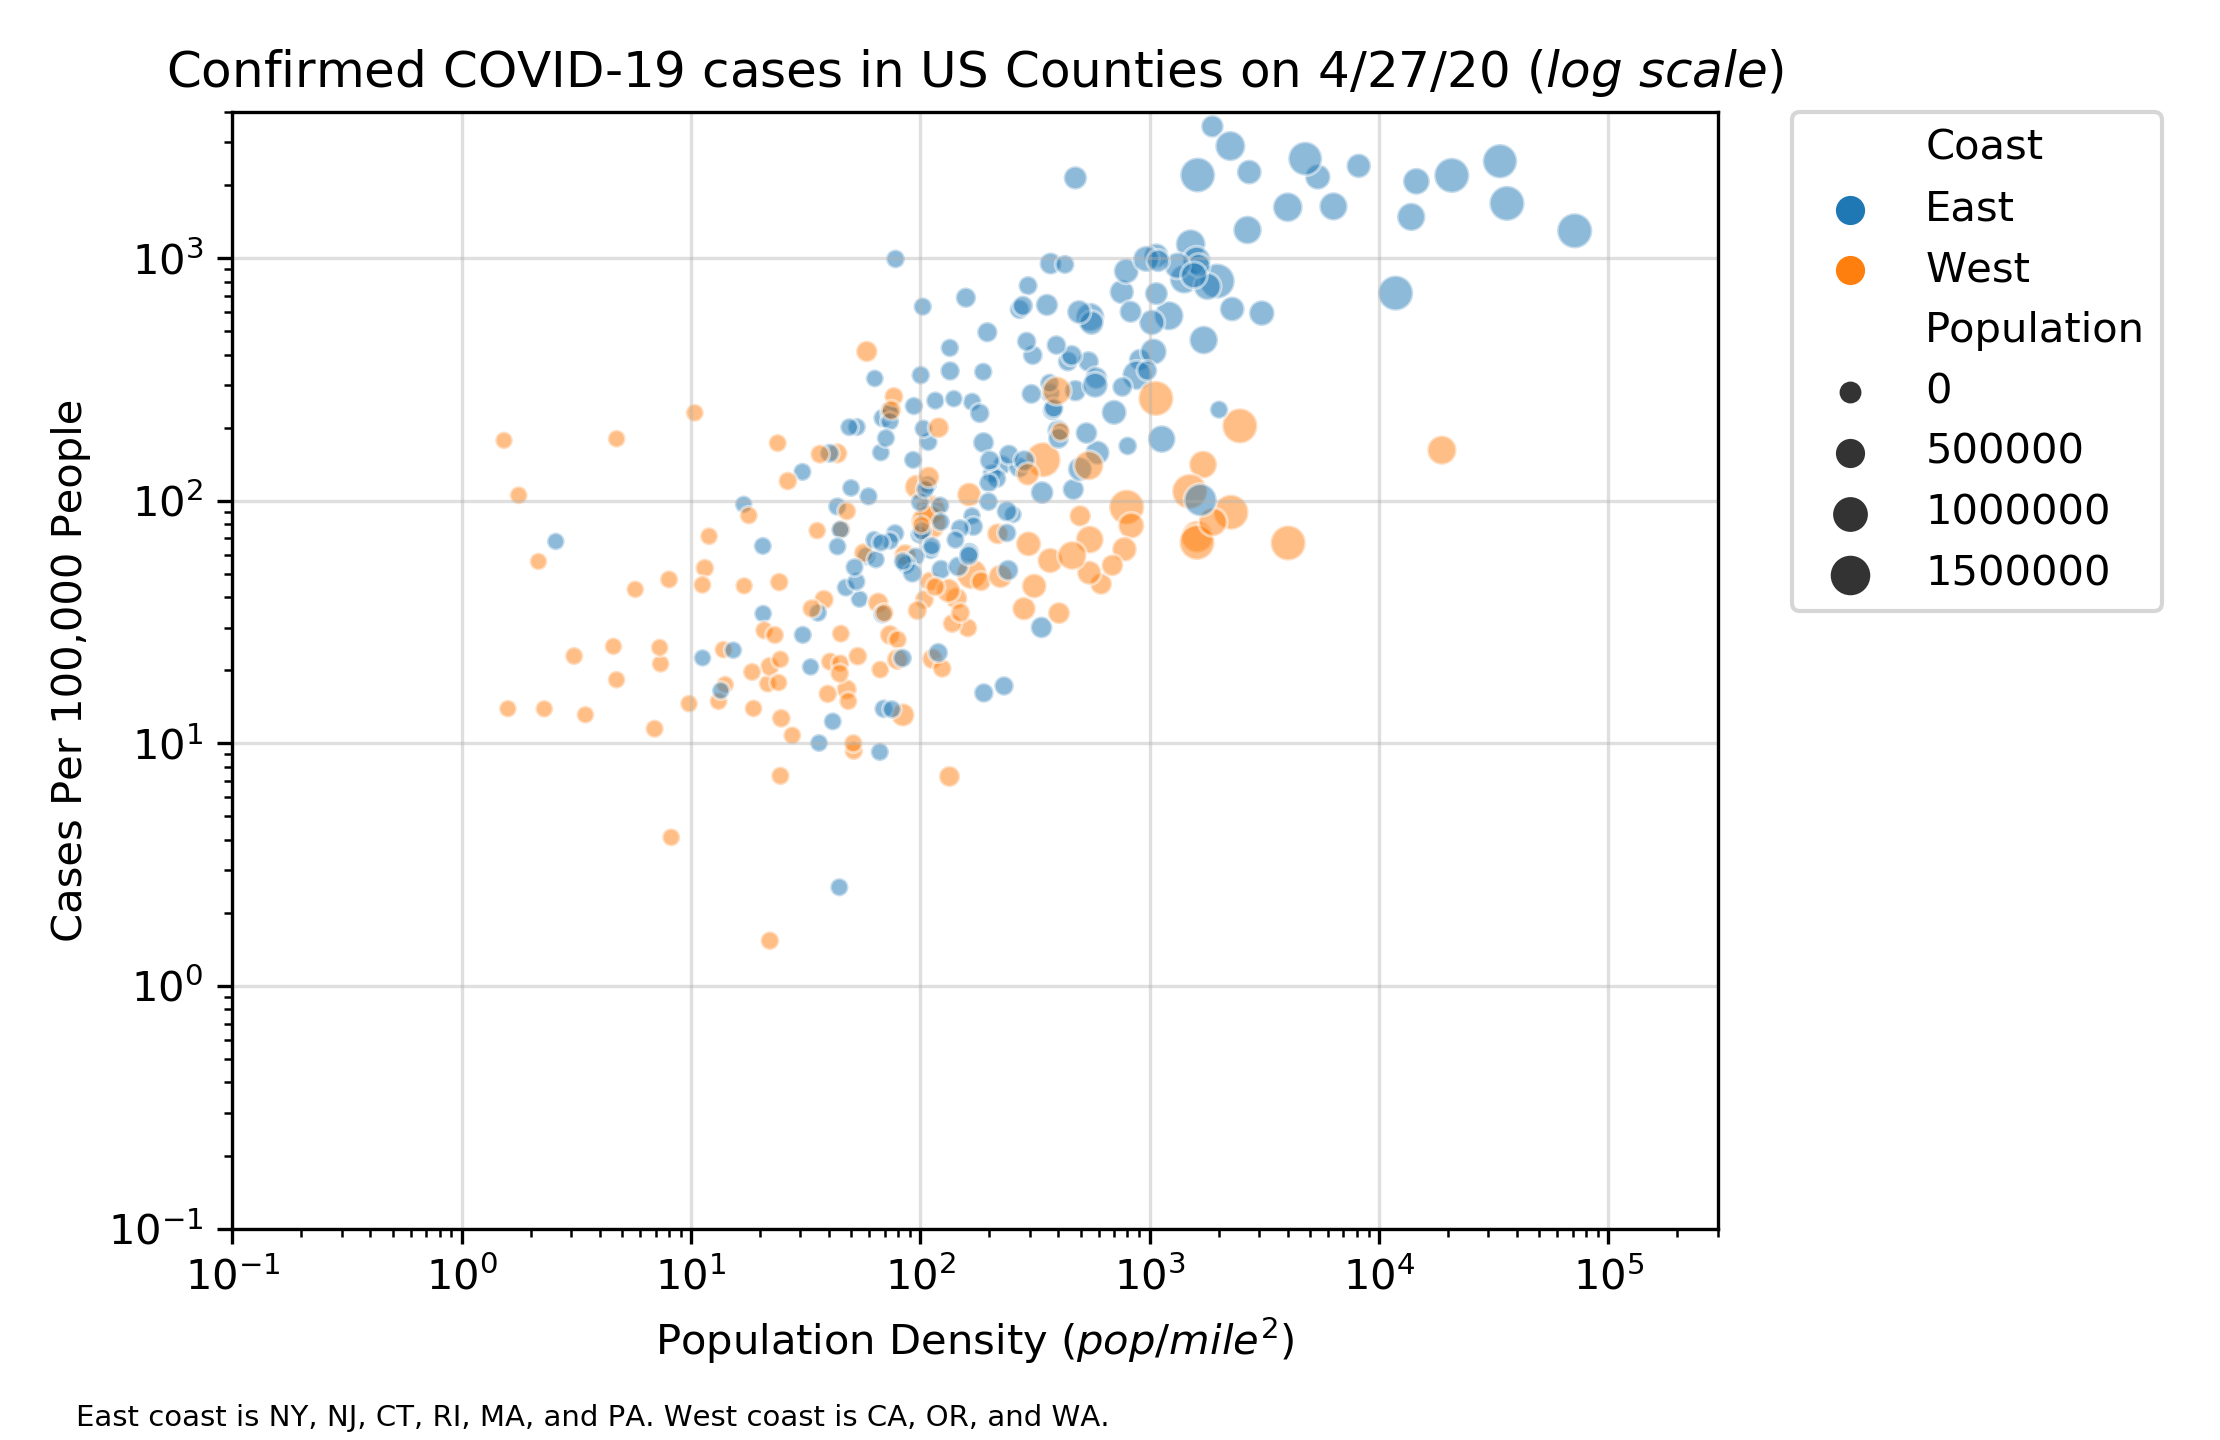 Confirmed COVID-19 cases in US Counties on 4/27/20 (log scale)
Coast
East
West
Population
0
500000
1000000
1500000
Cases Per 100,000 People
10³
10²
10¹
10⁰
10⁻¹
10⁻¹ 10⁰ 10¹ 10² 10³ 10⁴ 10⁵
Population Density (pop/mile²)
East coast is NY, NJ, CT, RI, MA, and PA. West coast is CA, OR, and WA.